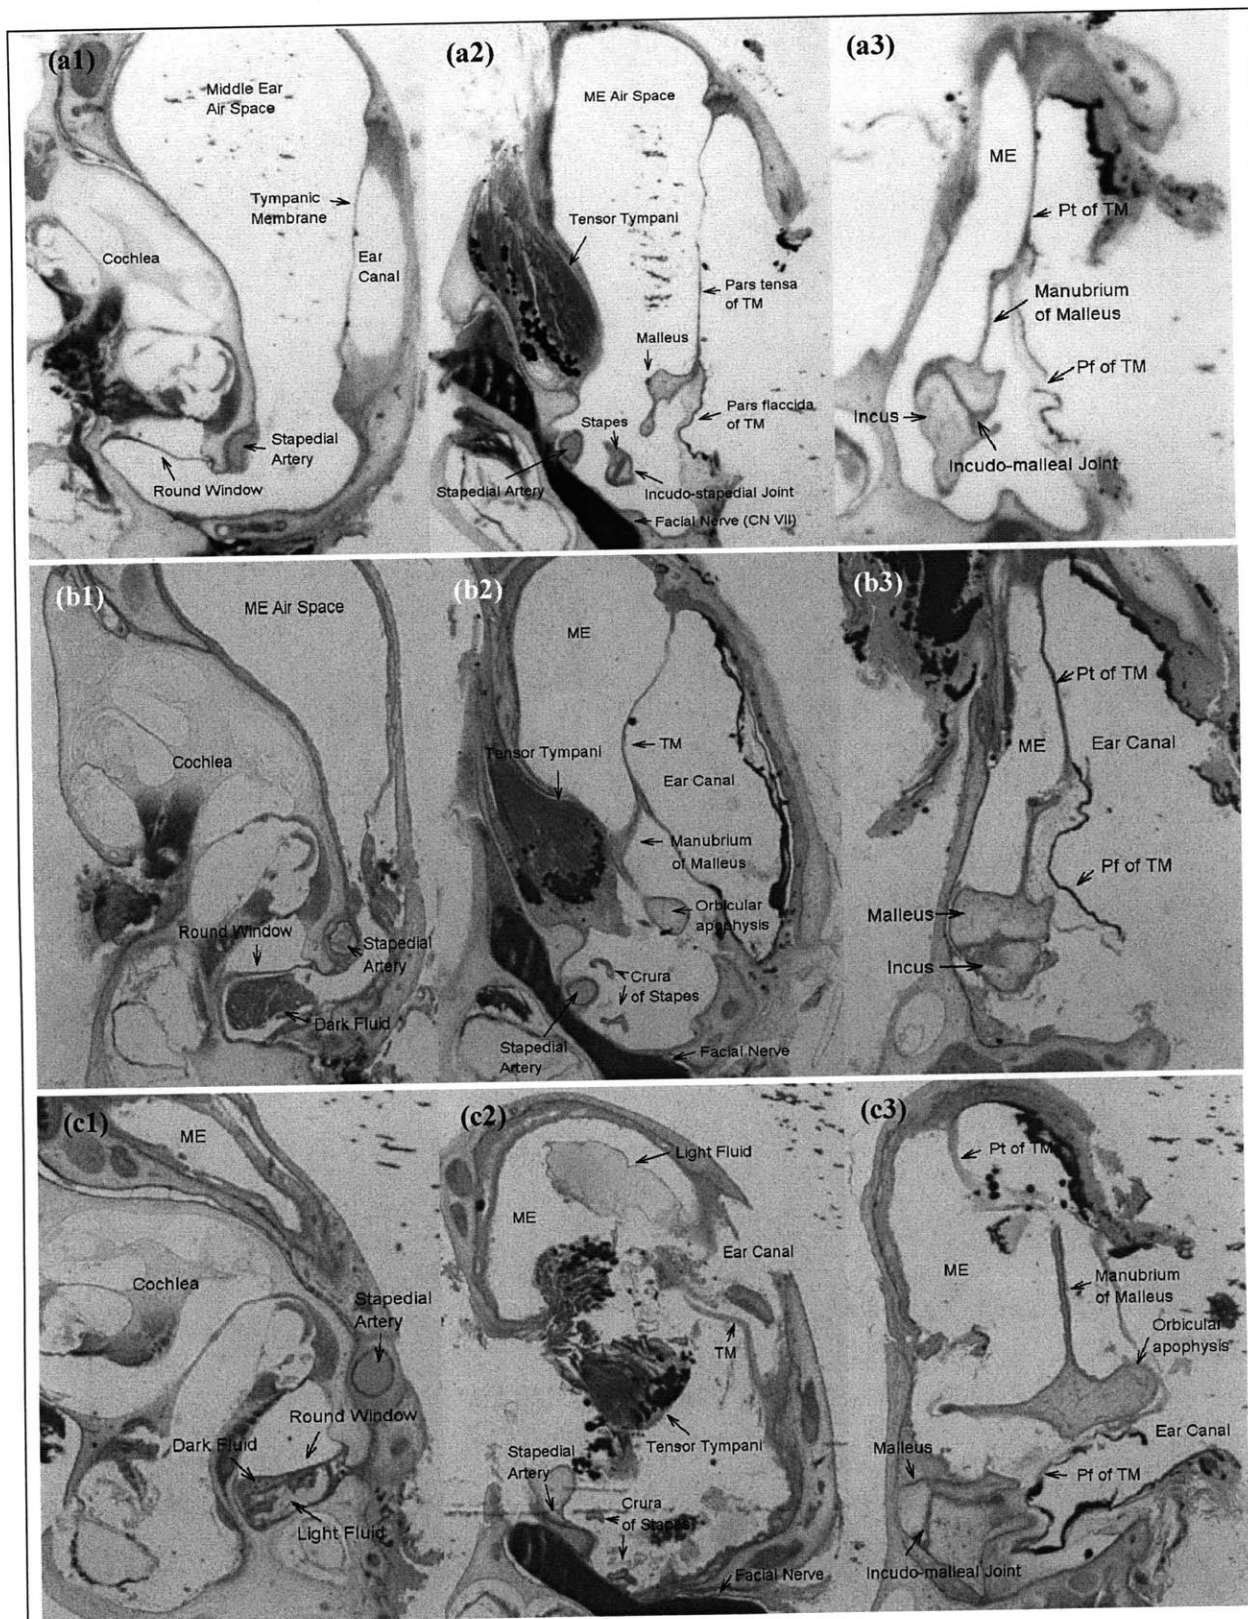 (a1)
Middle Ear
Air Space
Tympanic
Membrane
Cochlea
Ear
Canal
Stapedial
Artery
Round Window
(a2)
ME Air Space
Tensor Tympani
Pars tensa
of TM
Malleus
Pars flaccida
of TM
Stapes
Stapedial Artery
Incudo-stapedial Joint
Facial Nerve (CN VII)
(a3)
ME
Pt of TM
Manubrium
of Malleus
Pf of TM
Incus
Incudo-malleal Joint
(b1)
ME Air Space
Cochlea
Round Window
Stapedial
Artery
Dark Fluid
(b2)
ME
TM
Tensor Tympani
Ear Canal
Manubrium
of Malleus
Orbicular
apophysis
Crura
of Stapes
Stapedial
Artery
Facial Nerve
(b3)
Pt of TM
ME
Ear Canal
Pf of TM
Malleus
Incus
(c1)
ME
Cochlea
Stapedial
Artery
Round Window
Dark Fluid
Light Fluid
(c2)
Light Fluid
ME
Ear Canal
TM
Tensor Tympani
Stapedial
Artery
Crura
of Stapes
Facial Nerve
(c3)
Pt of TM
ME
Manubrium
of Malleus
Orbicular
apophysis
Malleus
Ear Canal
Pf of TM
Incudo-malleal Joint